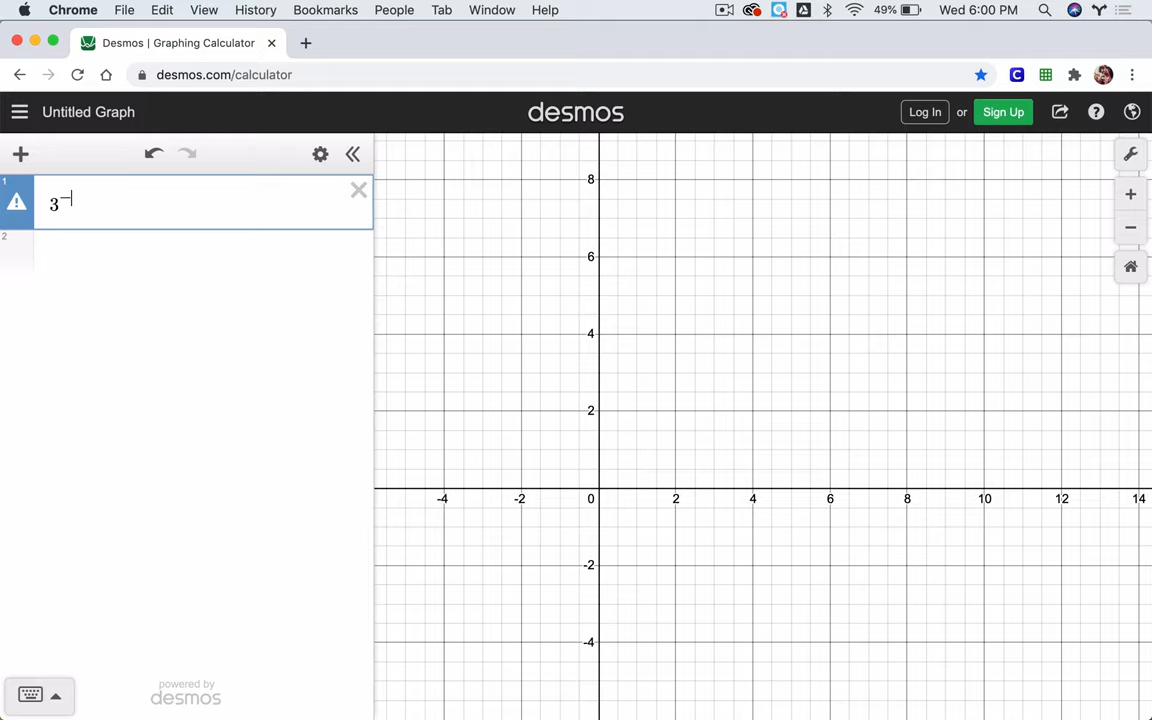 Chrome File Edit View History Bookmarks People Tab Window Help 49% Wed 6:00 PM
Desmos | Graphing Calculator
desmos.com/calculator
C
Untitled Graph desmos Log In or Sign Up
1
3⁻
2
8
6
4
2
-4 -2 0 2 4 6 8 10 12 14
-2
-4
powered by
desmos